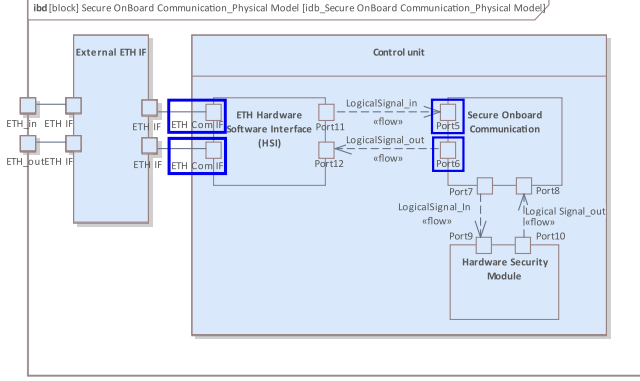 ibd [block] Secure OnBoard Communication_Physical Model [idb_Secure OnBoard Communication_Physical Model]
External ETH IF
Control unit
ETH_in
ETH IF
ETH IF
ETH Com IF
ETH Hardware
Software Interface
(HSI)
Port11
LogicalSignal_in
«flow»
Port5
Secure Onboard
Communication
ETH_out
ETH IF
ETH IF
ETH Com IF
Port12
LogicalSignal_out
«flow»
Port6
Port7
Port8
LogicalSignal_In
«flow»
Logical Signal_out
«flow»
Port9
Port10
Hardware Security
Module